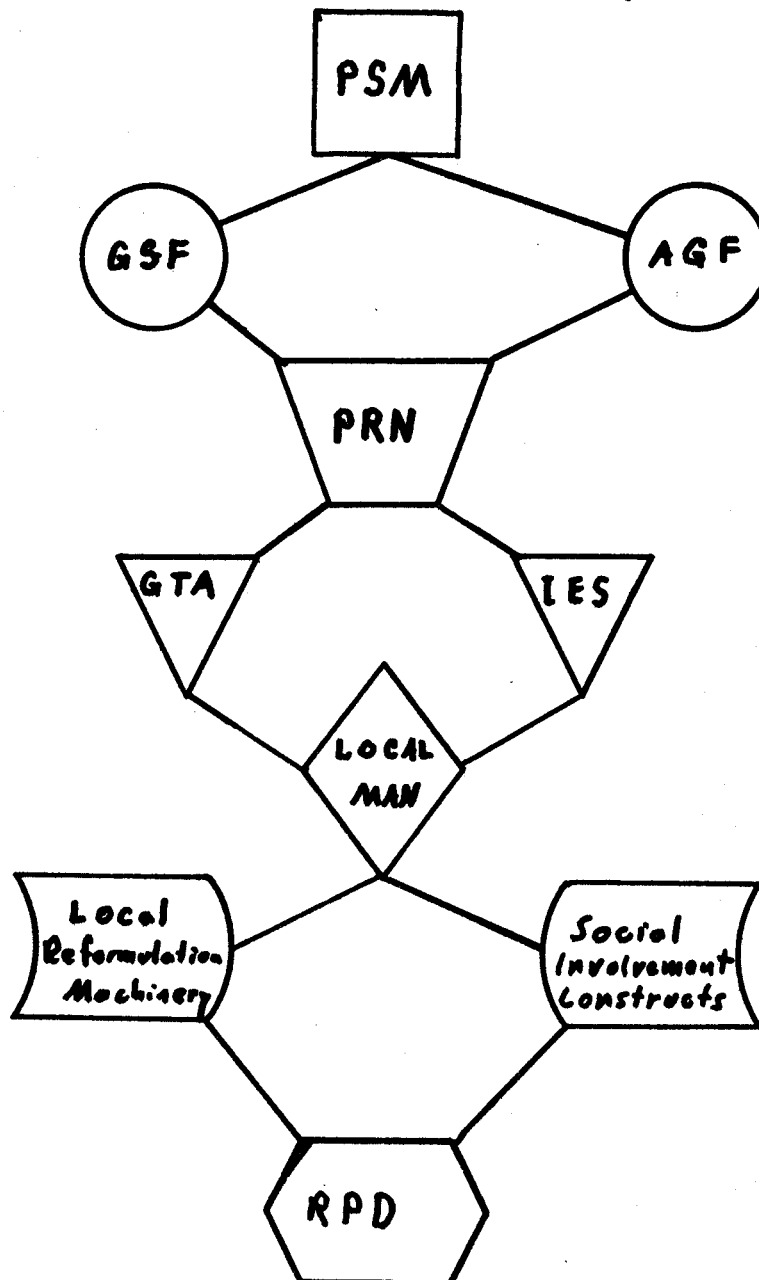 PSM
GSF
AGF
PRN
GTA
IES
LOCAL
MAN
Local
Reformulation
Machinery
Social
Involvement
Constructs
RPD